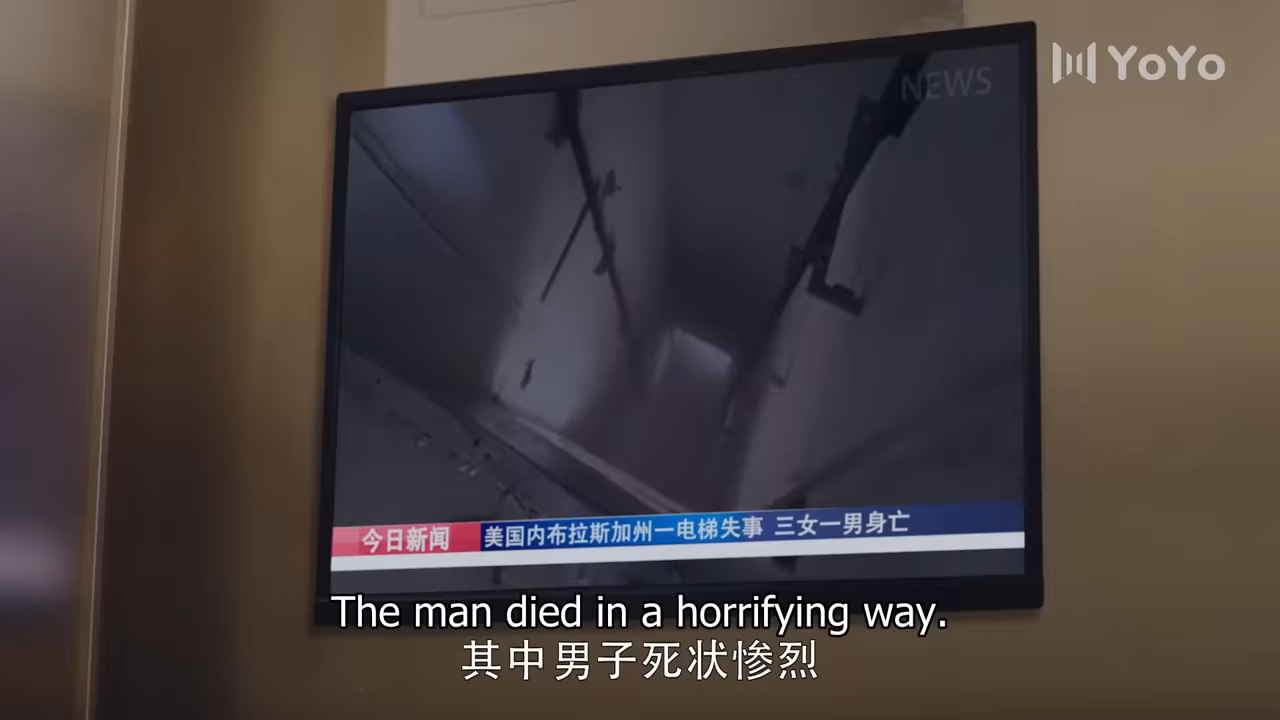 YoYo
NEWS
今日新闻
美国内布拉斯加州一电梯失事 三女一男身亡
The man died in a horrifying way.
其中男子死状惨烈